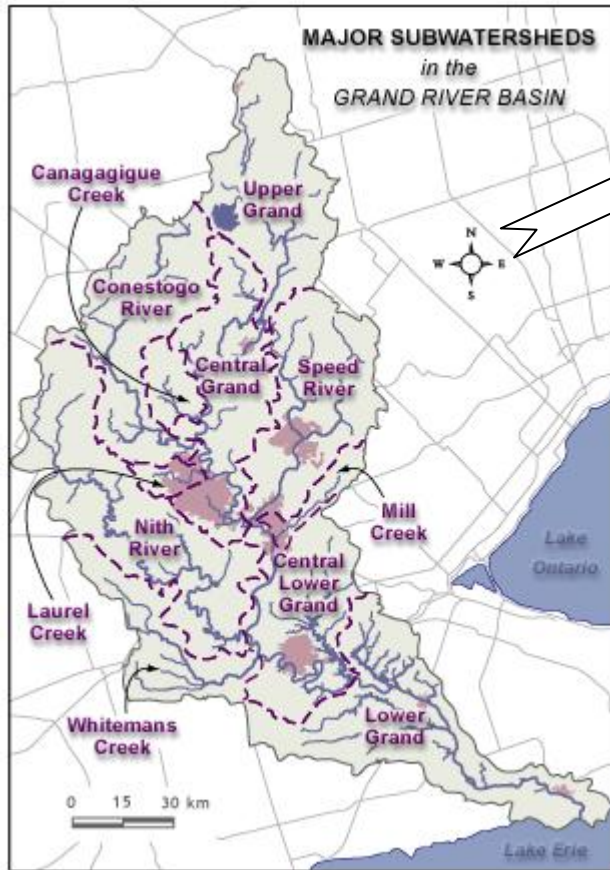 MAJOR SUBWATERSHEDS
in the
GRAND RIVER BASIN
Canagagigue
Creek
Upper
Grand
N
W
E
S
Conestogo
River
Central
Grand
Speed
River
Mill
Creek
Lake
Ontario
Nith
River
Central
Lower
Grand
Laurel
Creek
Whitemans
Creek
Lower
Grand
0 15 30 km
Lake Erie